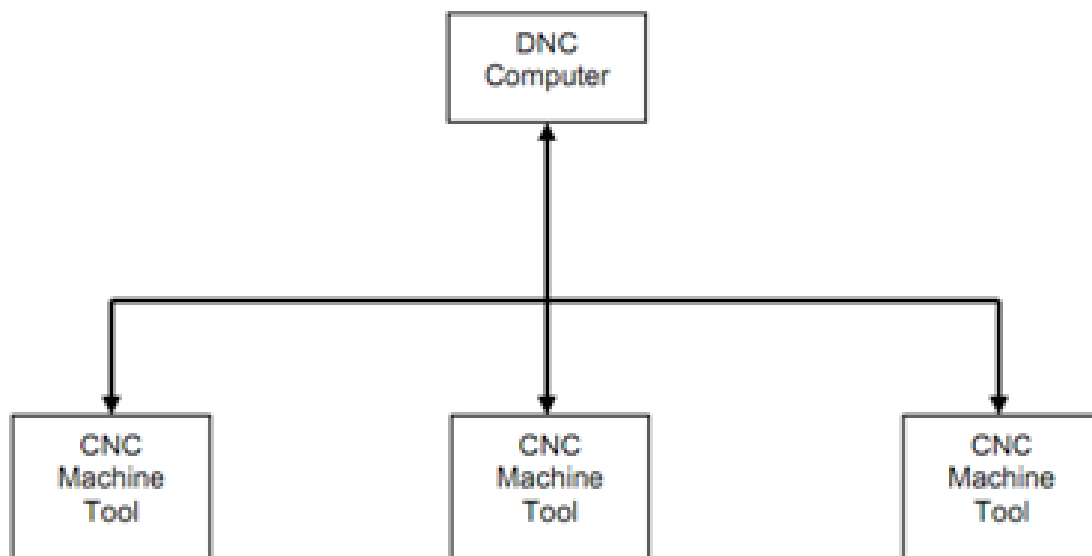 DNC
Computer
CNC
Machine
Tool
CNC
Machine
Tool
CNC
Machine
Tool